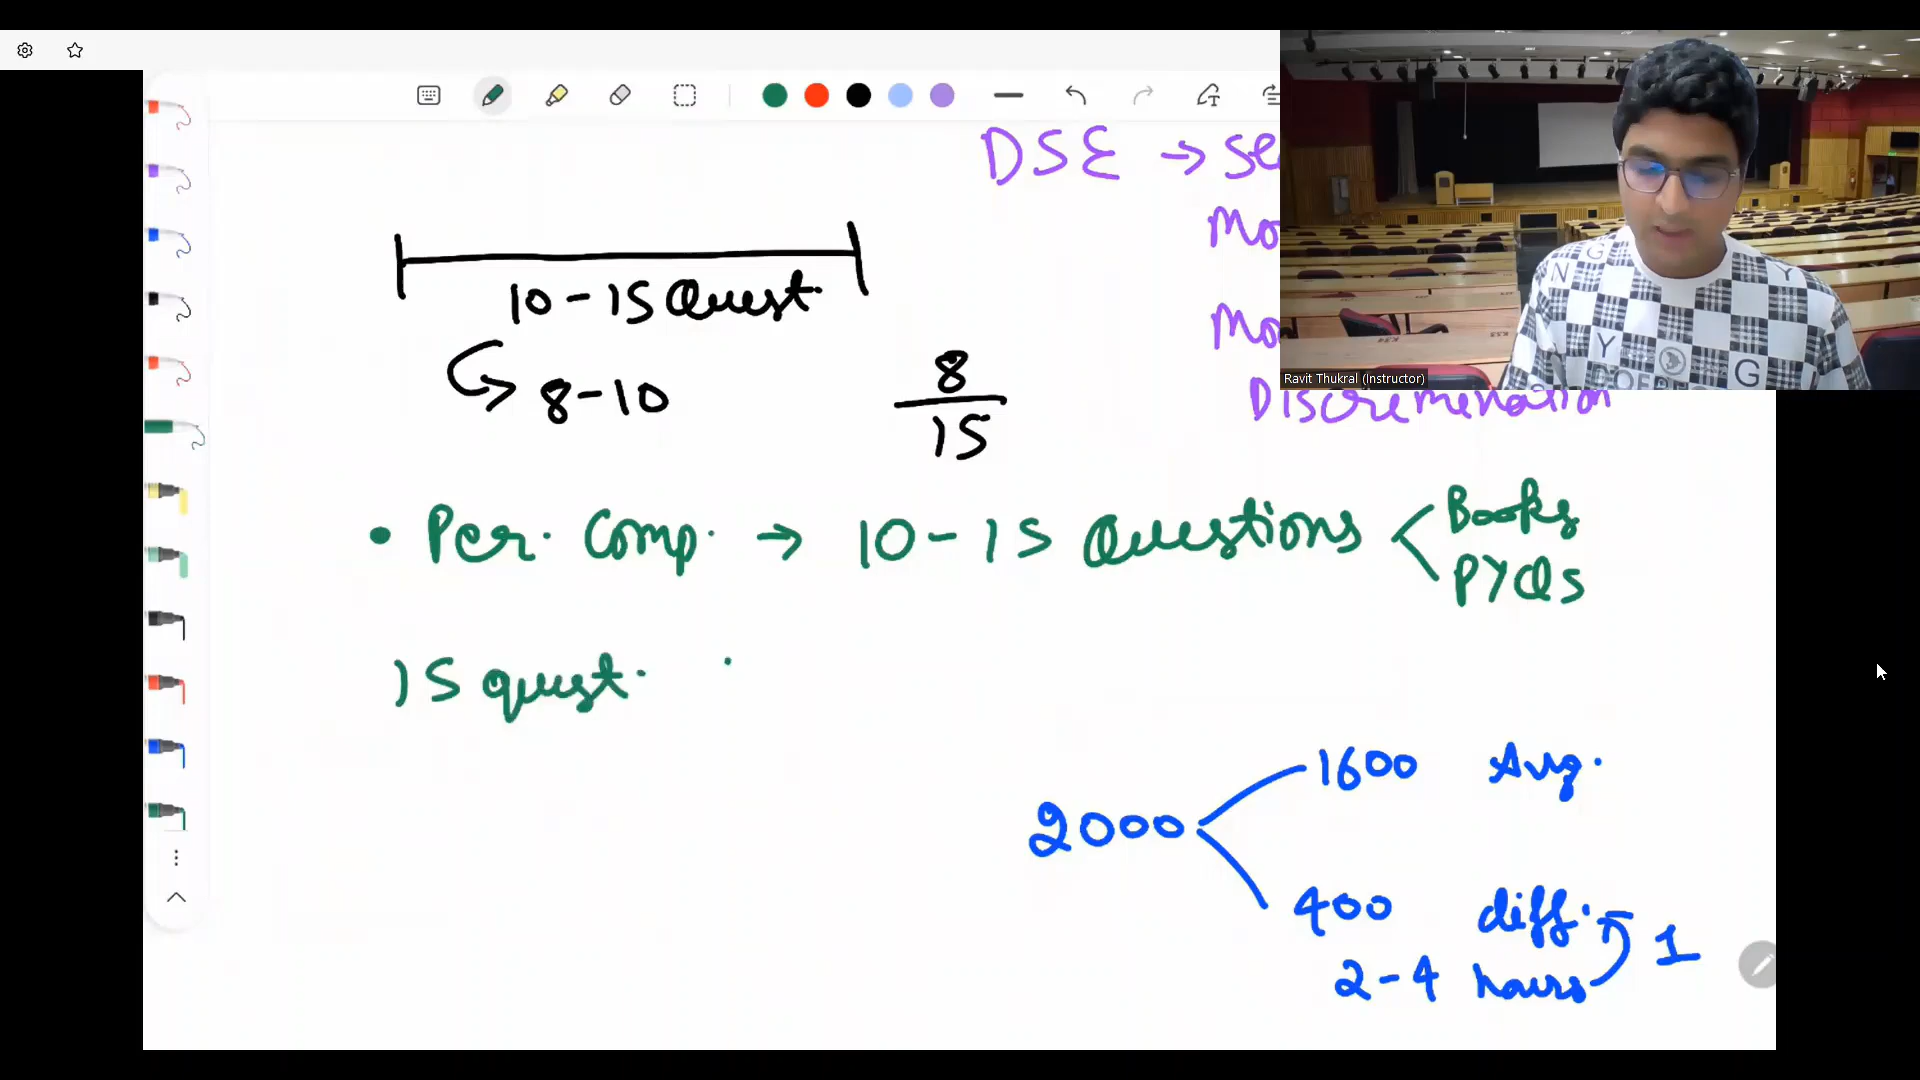 DSE → Se
Mo
10-15 Quest.
Mo
8-10
8
15
Discremenation
Ravit Thukral (Instructor)
• Per. Comp. → 10-15 Questions < Books
PYQs
15 quest.
1600 Avg.
2000
400 diff.
2-4 hours
1